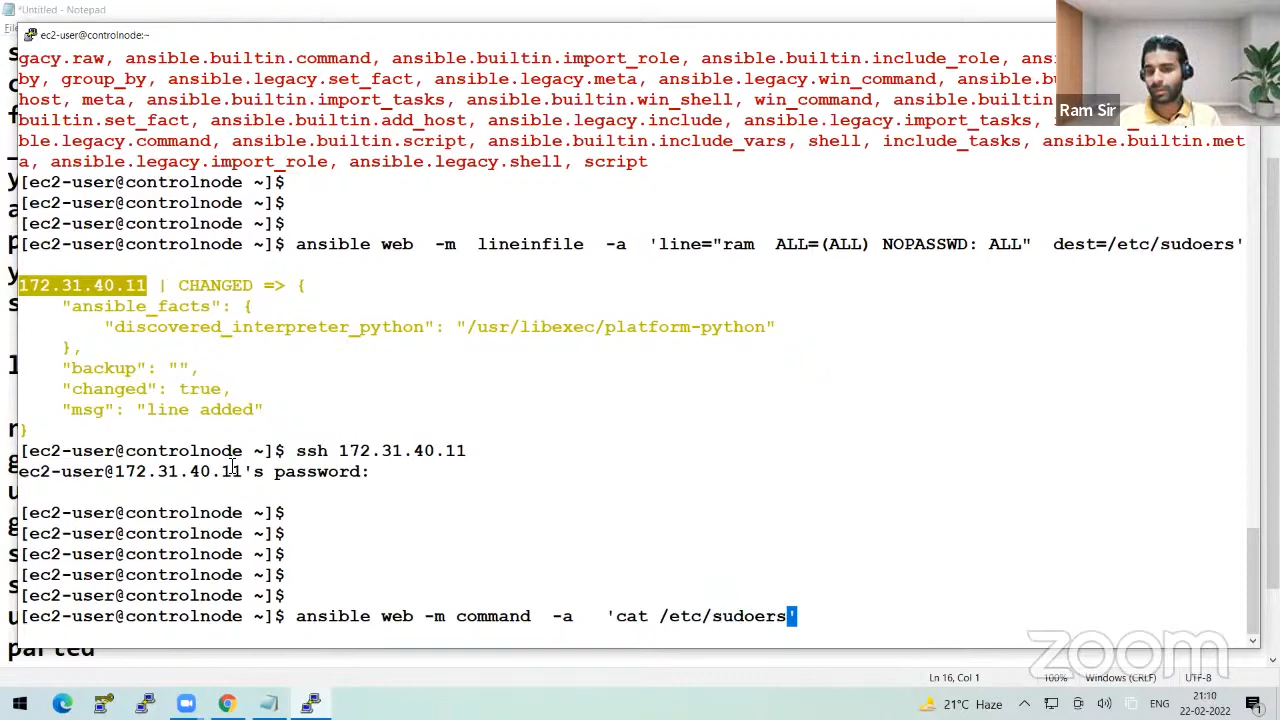 *Untitled - Notepad
ec2-user@controlnode:~
gacy.raw, ansible.builtin.command, ansible.builtin.import_role, ansible.builtin.include_role,
by, group_by, ansible.legacy.set_fact, ansible.legacy.meta, ansible.legacy.win_command,
host, meta, ansible.builtin.import_tasks, ansible.builtin.win_shell, win_command,
builtin.set_fact, ansible.builtin.add_host, ansible.legacy.include, ansible.legacy.import_tasks,
ble.legacy.command, ansible.builtin.script, ansible.builtin.include_vars, shell, include_tasks, ansible.builtin.met
a, ansible.legacy.import_role, ansible.legacy.shell, script
Ram Sir
[ec2-user@controlnode ~]$
[ec2-user@controlnode ~]$
[ec2-user@controlnode ~]$
[ec2-user@controlnode ~]$ ansible web -m lineinfile -a 'line="ram ALL=(ALL) NOPASSWD: ALL" dest=/etc/sudoers'
172.31.40.11 | CHANGED => {
"ansible_facts": {
"discovered_interpreter_python": "/usr/libexec/platform-python"
},
"backup": "",
"changed": true,
"msg": "line added"
}
[ec2-user@controlnode ~]$ ssh 172.31.40.11
ec2-user@172.31.40.11's password:
[ec2-user@controlnode ~]$
[ec2-user@controlnode ~]$
[ec2-user@controlnode ~]$
[ec2-user@controlnode ~]$
[ec2-user@controlnode ~]$
[ec2-user@controlnode ~]$ ansible web -m command -a 'cat /etc/sudoers'
parted
zoom
Ln 16, Col 1 100% Windows (CRLF) UTF-8
21°C Haze ENG 21:10
22-02-2022